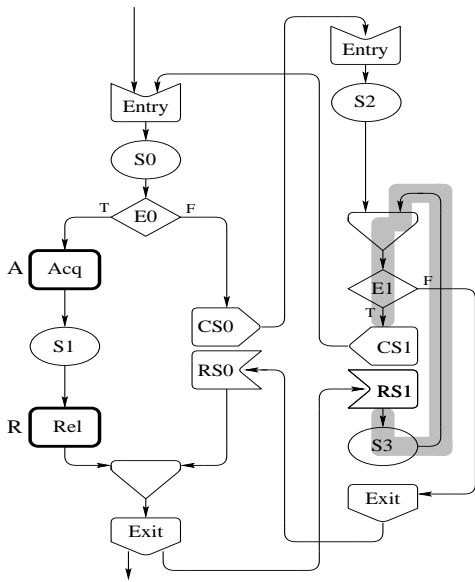 Entry
S0
E0
T
F
A
Acq
S1
R
Rel
CS0
RS0
Exit
Entry
S2
E1
T
F
CS1
RS1
S3
Exit